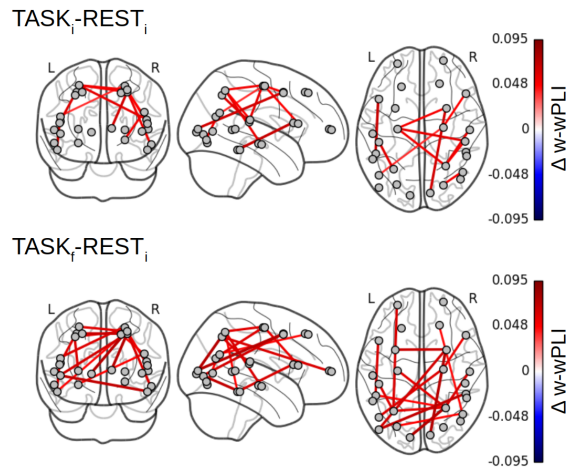 TASKi-RESTi
L R L R
0.095
0.048
0
-0.048
-0.095
Δ w-wPLI
TASKf-RESTi
L R L R
0.095
0.048
0
-0.048
-0.095
Δ w-wPLI